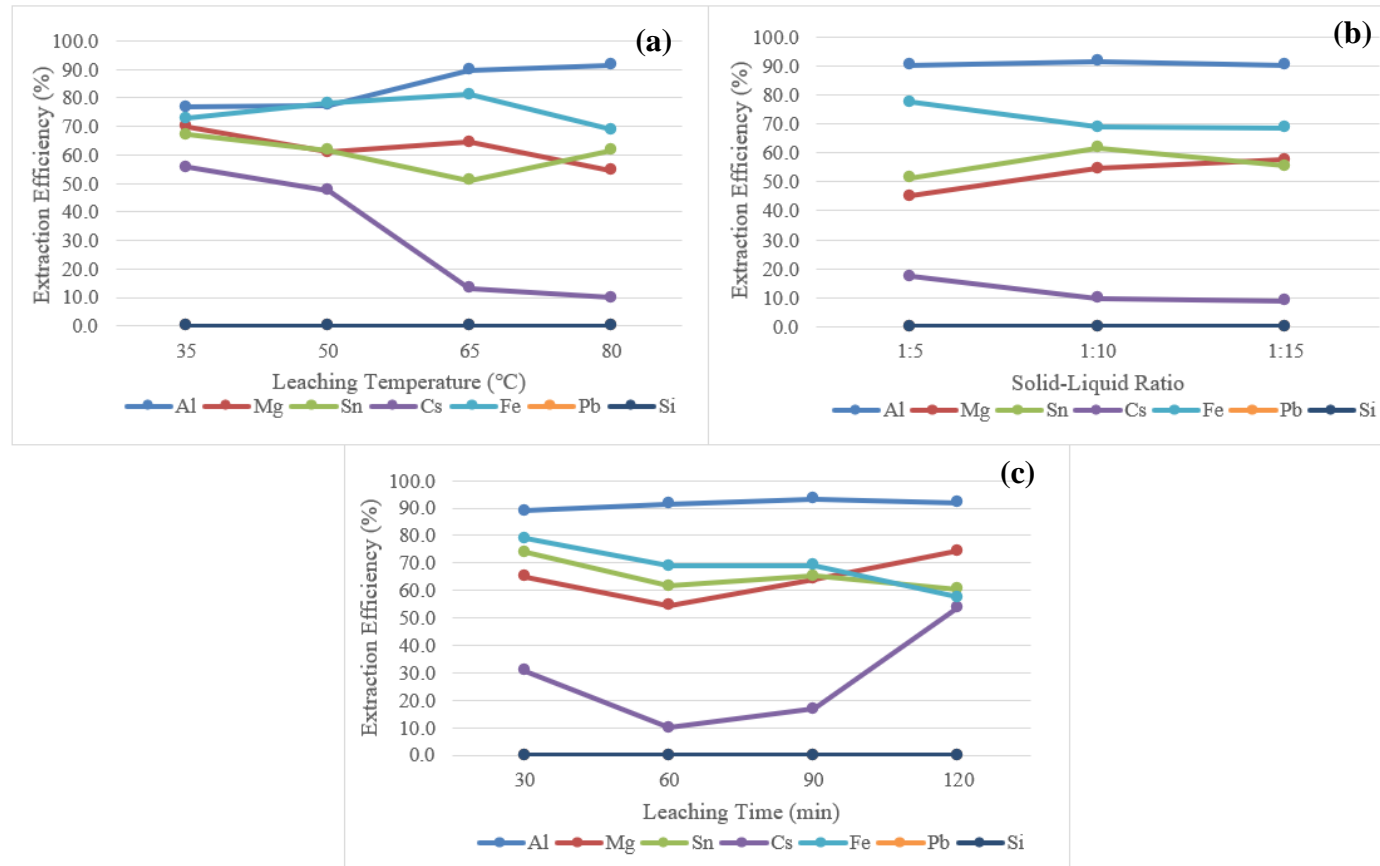 (a)
Extraction Efficiency (%)
100.0
90.0
80.0
70.0
60.0
50.0
40.0
30.0
20.0
10.0
0.0
35 50 65 80
Leaching Temperature (°C)
Al Mg Sn Cs Fe Pb Si
(b)
Extraction Efficiency (%)
100.0
90.0
80.0
70.0
60.0
50.0
40.0
30.0
20.0
10.0
0.0
1:5 1:10 1:15
Solid-Liquid Ratio
Al Mg Sn Cs Fe Pb Si
(c)
Extraction Efficiency (%)
100.0
90.0
80.0
70.0
60.0
50.0
40.0
30.0
20.0
10.0
0.0
30 60 90 120
Leaching Time (min)
Al Mg Sn Cs Fe Pb Si